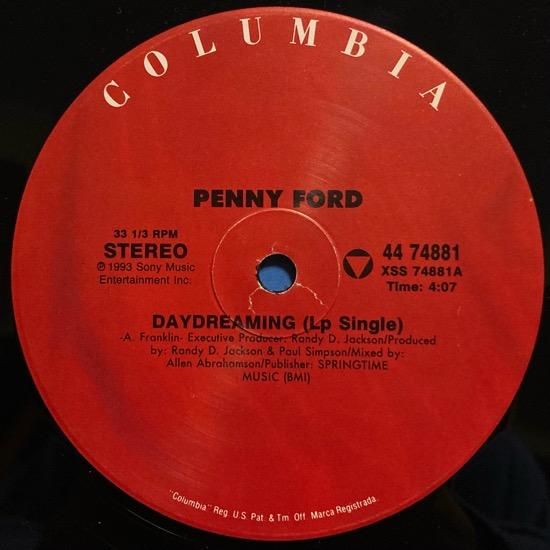 COLUMBIA
PENNY FORD
33 1/3 RPM
STEREO
℗ 1993 Sony Music
Entertainment Inc.
44 74881
XSS 74881A
Time: 4:07
DAYDREAMING (Lp Single)
-A. Franklin- Executive Producer: Randy D. Jackson/Produced
by: Randy D. Jackson & Paul Simpson/Mixed by:
Allen Abrahamson/Publisher: SPRINGTIME
MUSIC (BMI)
"Columbia" Reg. U.S. Pat. & Tm. Off. Marca Registrada.